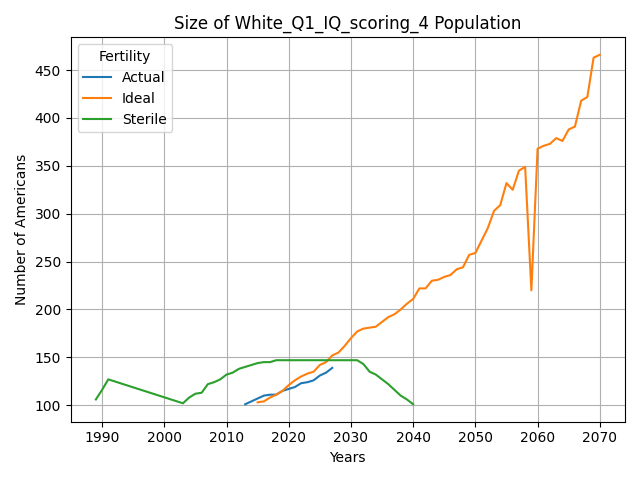 Size of White_Q1_IQ_scoring_4 Population
Fertility
Actual
Ideal
Sterile
Number of Americans
450
400
350
300
250
200
150
100
1990 2000 2010 2020 2030 2040 2050 2060 2070
Years